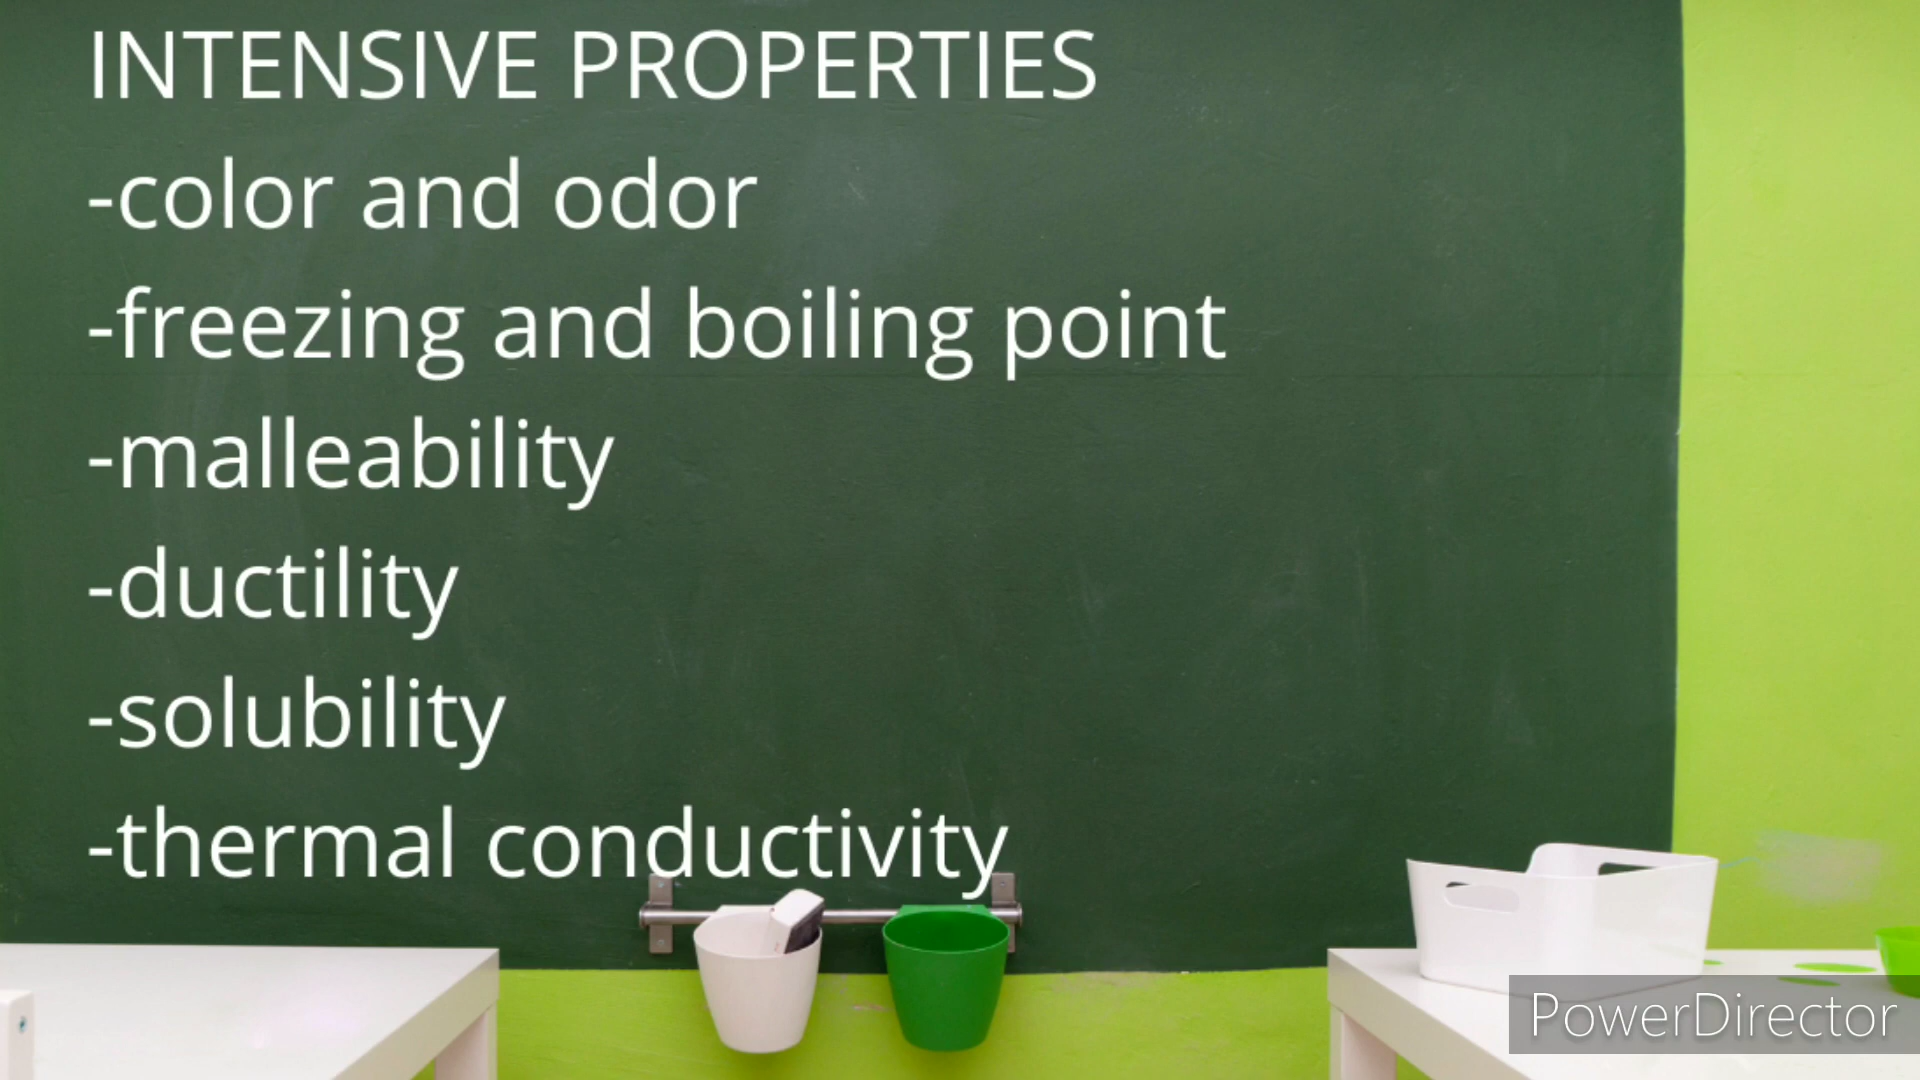 INTENSIVE PROPERTIES
-color and odor
-freezing and boiling point
-malleability
-ductility
-solubility
-thermal conductivity
PowerDirector